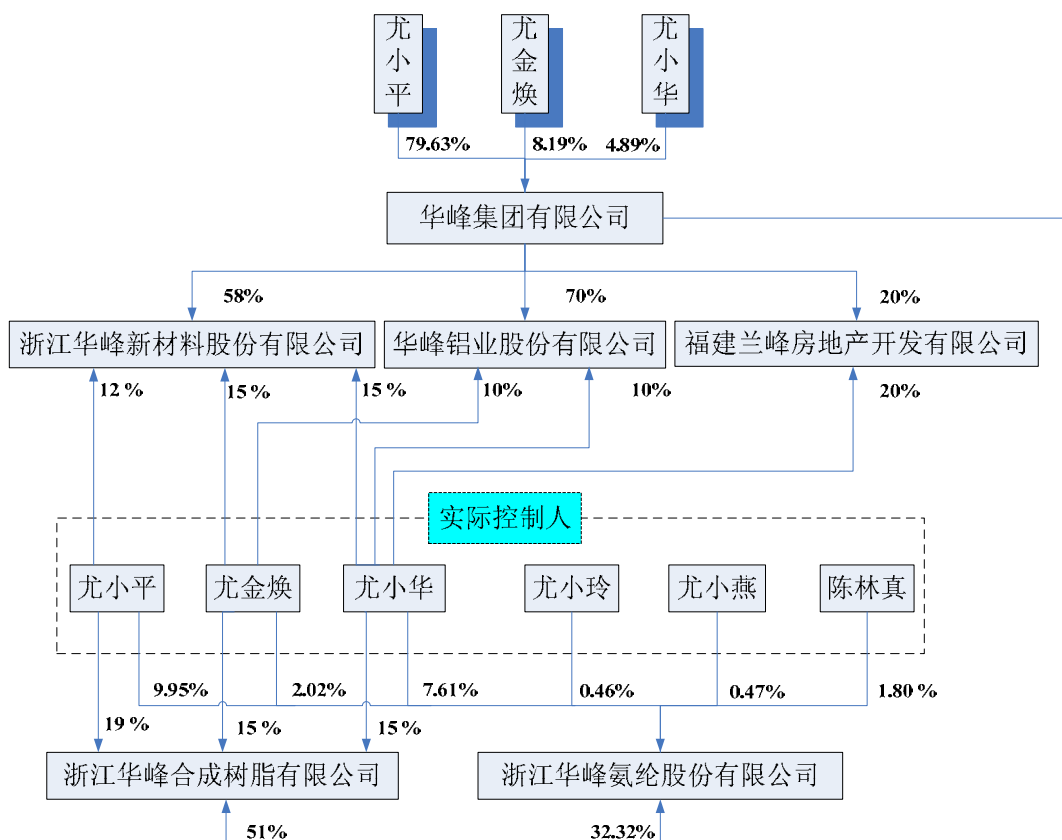 尤小平
尤金焕
尤小华
79.63%
8.19%
4.89%
华峰集团有限公司
58%
70%
20%
浙江华峰新材料股份有限公司
华峰铝业股份有限公司
福建兰峰房地产开发有限公司
12 %
15 %
15 %
10%
10%
20%
实际控制人
尤小平
尤金焕
尤小华
尤小玲
尤小燕
陈林真
9.95%
2.02%
7.61%
0.46%
0.47%
1.80 %
19 %
15 %
15 %
浙江华峰合成树脂有限公司
浙江华峰氨纶股份有限公司
51%
32.32%